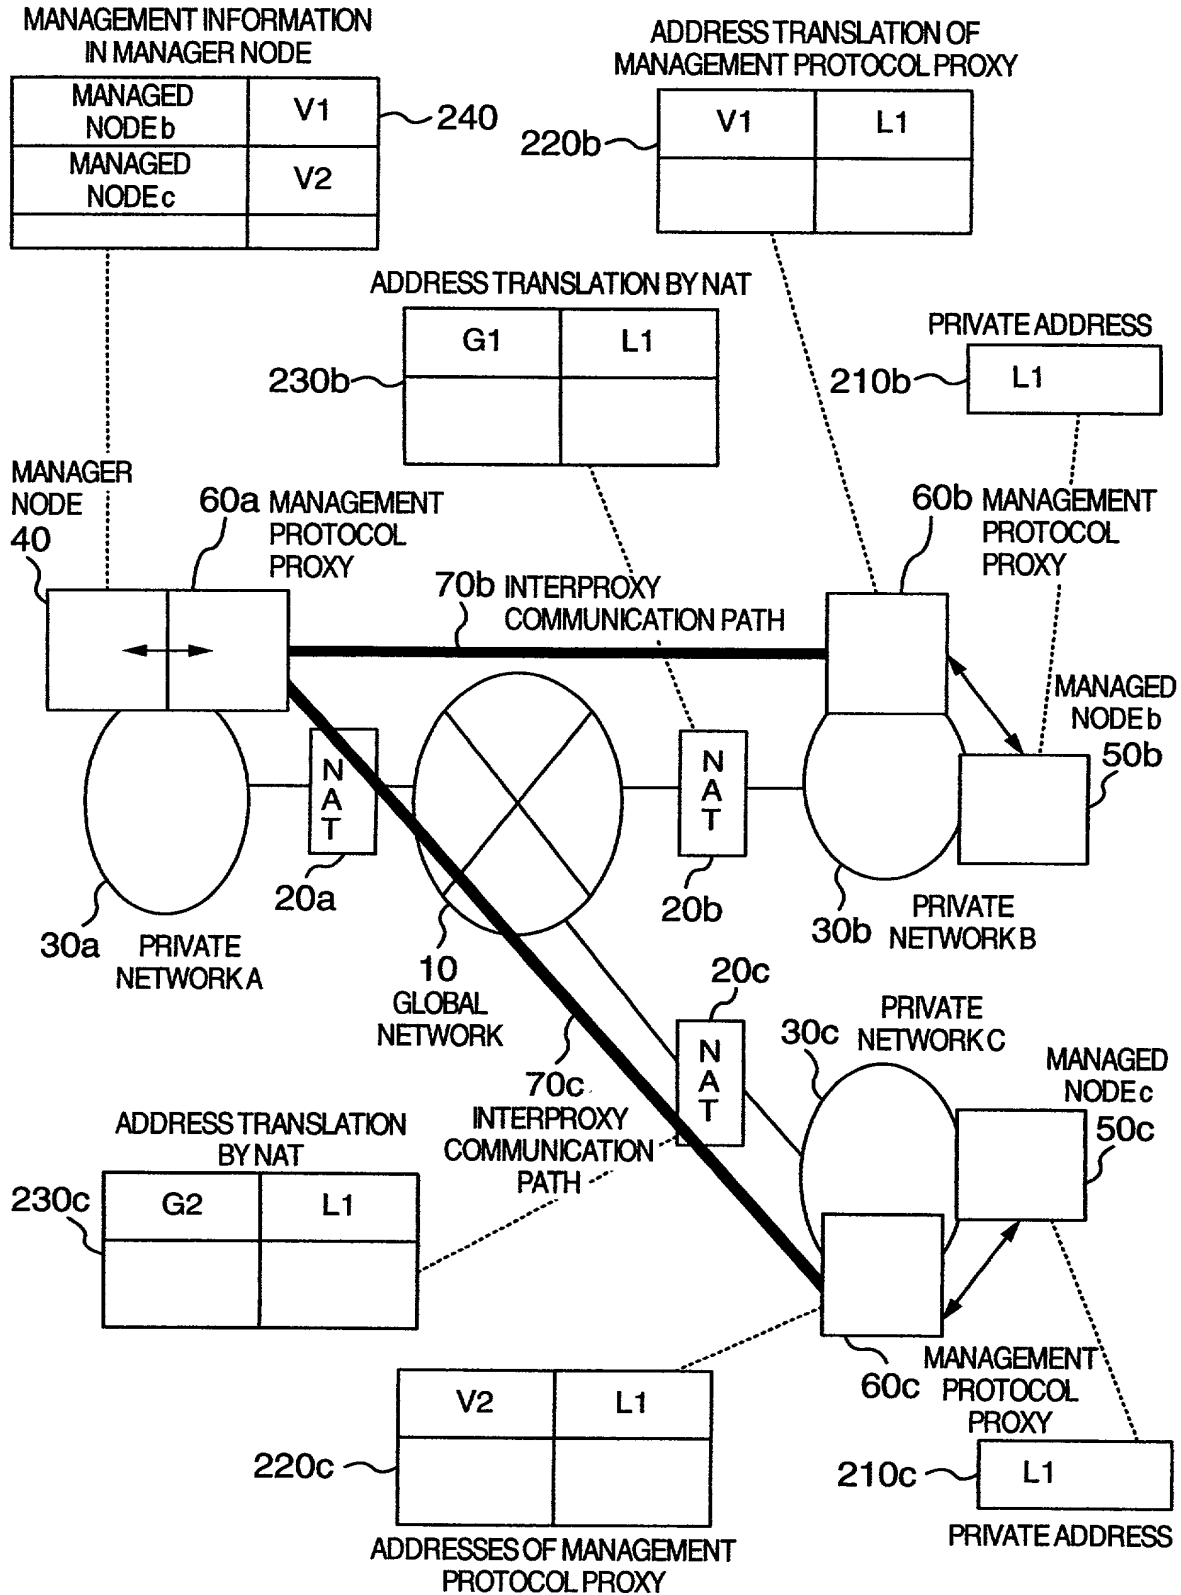 MANAGEMENT INFORMATION
IN MANAGER NODE
MANAGED
NODE b
V1
240
MANAGED
NODE c
V2
ADDRESS TRANSLATION OF
MANAGEMENT PROTOCOL PROXY
220b
V1
L1
ADDRESS TRANSLATION BY NAT
G1
L1
230b
PRIVATE ADDRESS
210b
L1
MANAGER
NODE
40
60a MANAGEMENT
PROTOCOL
PROXY
60b MANAGEMENT
PROTOCOL
PROXY
70b INTERPROXY
COMMUNICATION PATH
MANAGED
NODE b
50b
NAT
20a
NAT
20b
30a
PRIVATE
NETWORK A
10
GLOBAL
NETWORK
30b
PRIVATE
NETWORK B
20c
NAT
30c
PRIVATE
NETWORK C
MANAGED
NODE c
50c
70c
INTERPROXY
COMMUNICATION
PATH
ADDRESS TRANSLATION
BY NAT
230c
G2
L1
60c
MANAGEMENT
PROTOCOL
PROXY
V2
L1
220c
ADDRESSES OF MANAGEMENT
PROTOCOL PROXY
210c
L1
PRIVATE ADDRESS